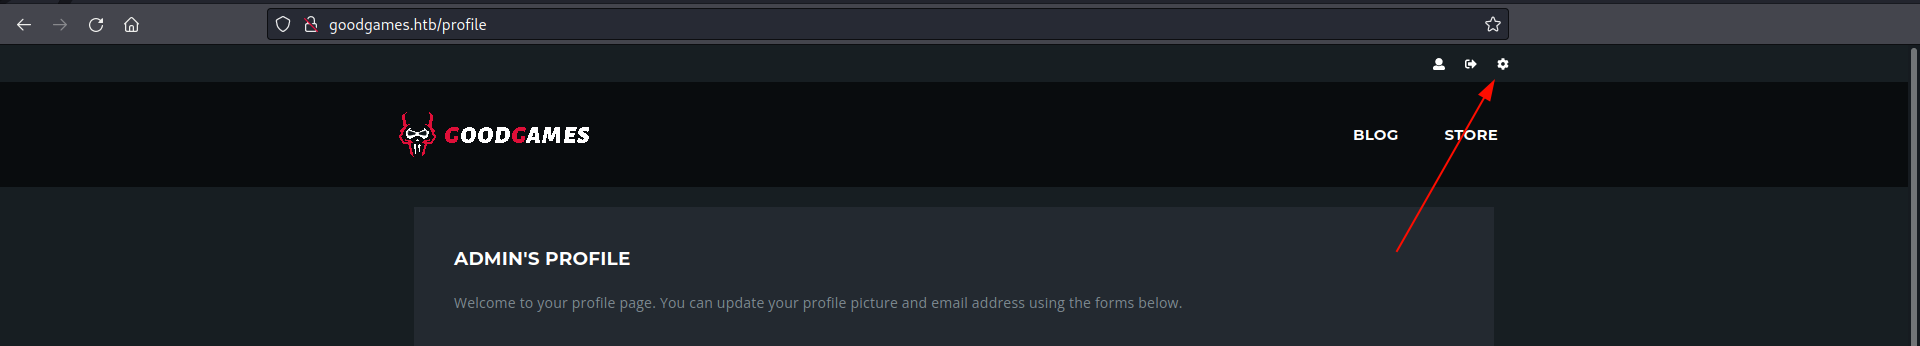 goodgames.htb/profile
GOODGAMES
BLOG STORE
ADMIN'S PROFILE
Welcome to your profile page. You can update your profile picture and email address using the forms below.